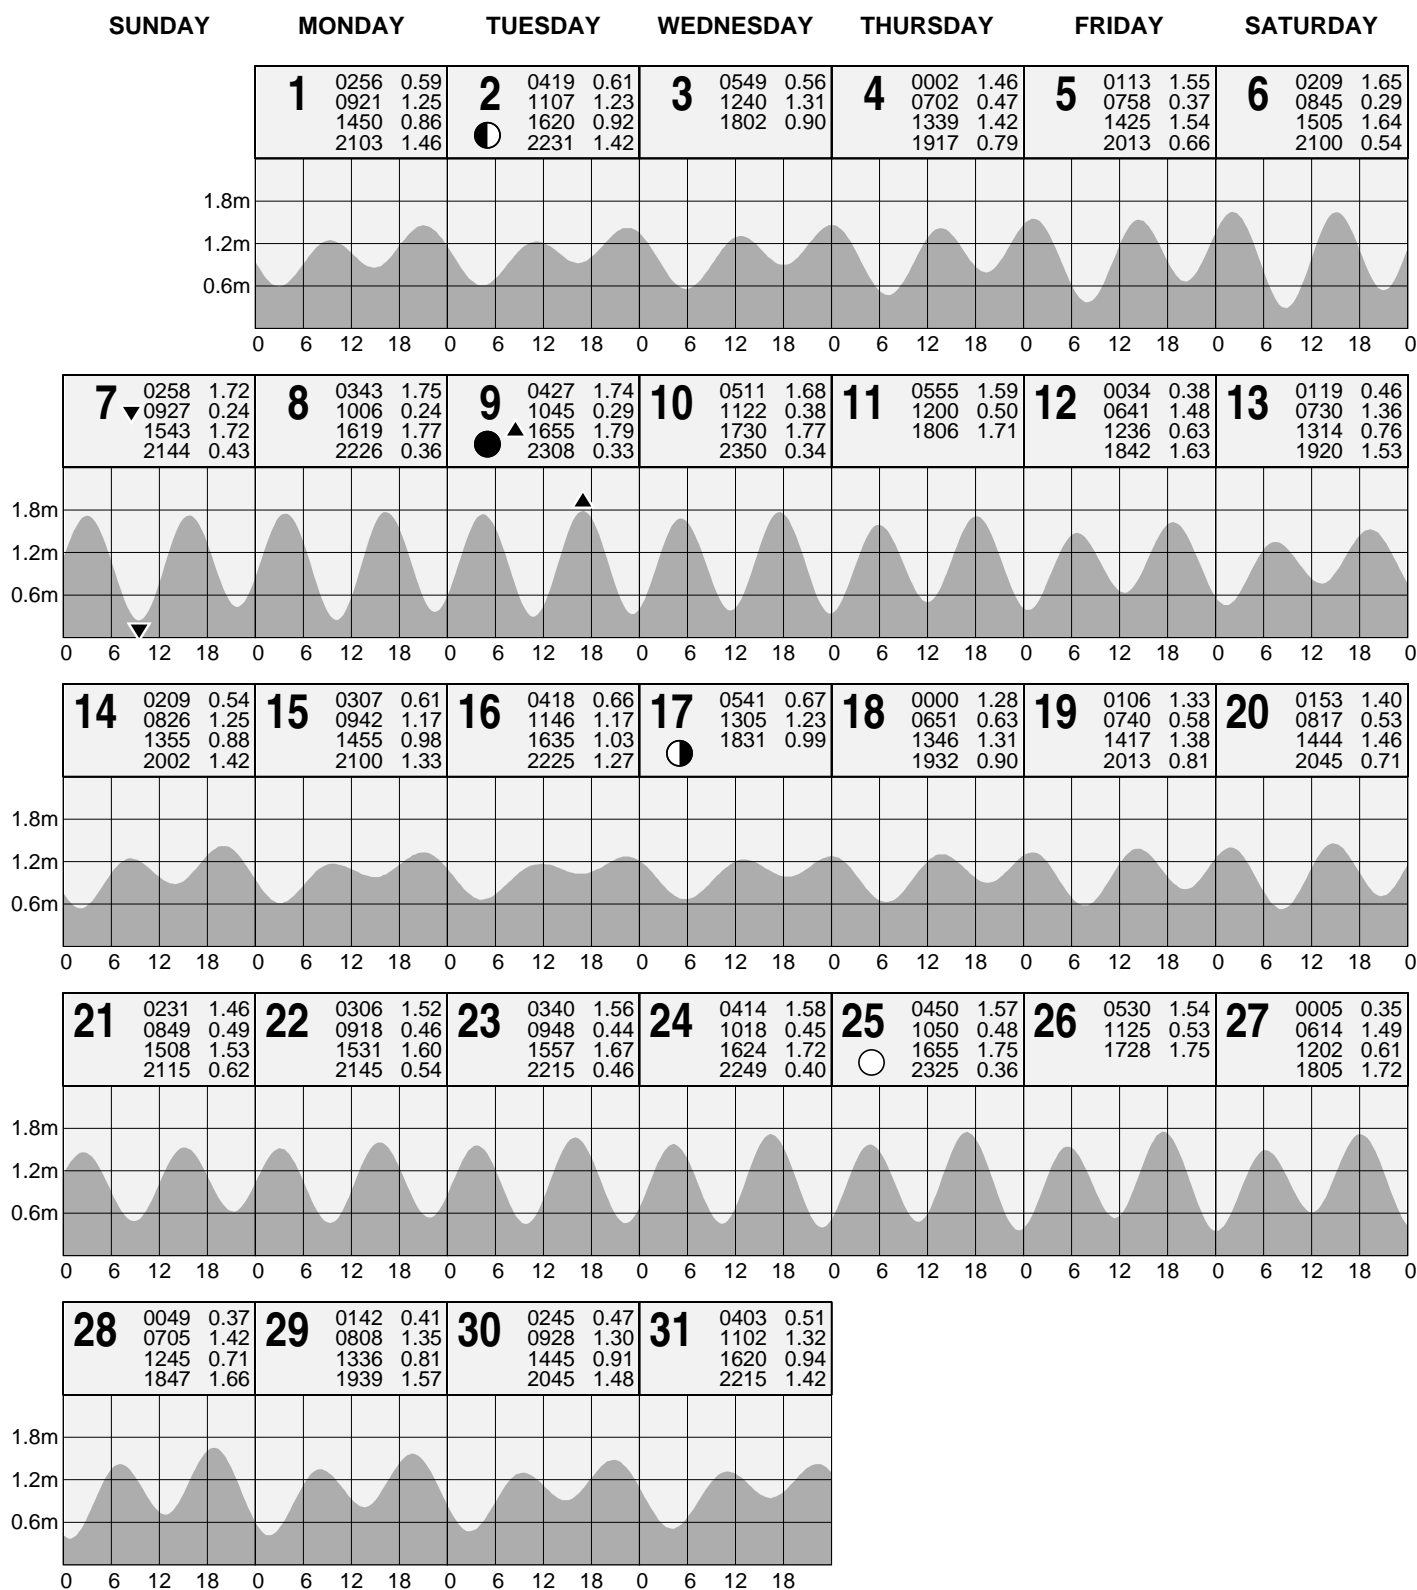 SUNDAY MONDAY TUESDAY WEDNESDAY THURSDAY FRIDAY SATURDAY
1 0256 0.59
0921 1.25
1450 0.86
2103 1.46
2 0419 0.61
1107 1.23
1620 0.92
2231 1.42
3 0549 0.56
1240 1.31
1802 0.90
4 0002 1.46
0702 0.47
1339 1.42
1917 0.79
5 0113 1.55
0758 0.37
1425 1.54
2013 0.66
6 0209 1.65
0845 0.29
1505 1.64
2100 0.54
1.8m
1.2m
0.6m
0 6 12 18 0 6 12 18 0 6 12 18 0 6 12 18 0 6 12 18 0 6 12 18 0
7 0258 1.72
0927 0.24
1543 1.72
2144 0.43
8 0343 1.75
1006 0.24
1619 1.77
2226 0.36
9 0427 1.74
1045 0.29
1655 1.79
2308 0.33
10 0511 1.68
1122 0.38
1730 1.77
2350 0.34
11 0555 1.59
1200 0.50
1806 1.71
12 0034 0.38
0641 1.48
1236 0.63
1842 1.63
13 0119 0.46
0730 1.36
1314 0.76
1920 1.53
1.8m
1.2m
0.6m
0 6 12 18 0 6 12 18 0 6 12 18 0 6 12 18 0 6 12 18 0 6 12 18 0 6 12 18 0
14 0209 0.54
0826 1.25
1355 0.88
2002 1.42
15 0307 0.61
0942 1.17
1455 0.98
2100 1.33
16 0418 0.66
1146 1.17
1635 1.03
2225 1.27
17 0541 0.67
1305 1.23
1831 0.99
18 0000 1.28
0651 0.63
1346 1.31
1932 0.90
19 0106 1.33
0740 0.58
1417 1.38
2013 0.81
20 0153 1.40
0817 0.53
1444 1.46
2045 0.71
1.8m
1.2m
0.6m
0 6 12 18 0 6 12 18 0 6 12 18 0 6 12 18 0 6 12 18 0 6 12 18 0 6 12 18 0
21 0231 1.46
0849 0.49
1508 1.53
2115 0.62
22 0306 1.52
0918 0.46
1531 1.60
2145 0.54
23 0340 1.56
0948 0.44
1557 1.67
2215 0.46
24 0414 1.58
1018 0.45
1624 1.72
2249 0.40
25 0450 1.57
1050 0.48
1655 1.75
2325 0.36
26 0530 1.54
1125 0.53
1728 1.75
27 0005 0.35
0614 1.49
1202 0.61
1805 1.72
1.8m
1.2m
0.6m
0 6 12 18 0 6 12 18 0 6 12 18 0 6 12 18 0 6 12 18 0 6 12 18 0 6 12 18 0
28 0049 0.37
0705 1.42
1245 0.71
1847 1.66
29 0142 0.41
0808 1.35
1336 0.81
1939 1.57
30 0245 0.47
0928 1.30
1445 0.91
2045 1.48
31 0403 0.51
1102 1.32
1620 0.94
2215 1.42
1.8m
1.2m
0.6m
0 6 12 18 0 6 12 18 0 6 12 18 0 6 12 18